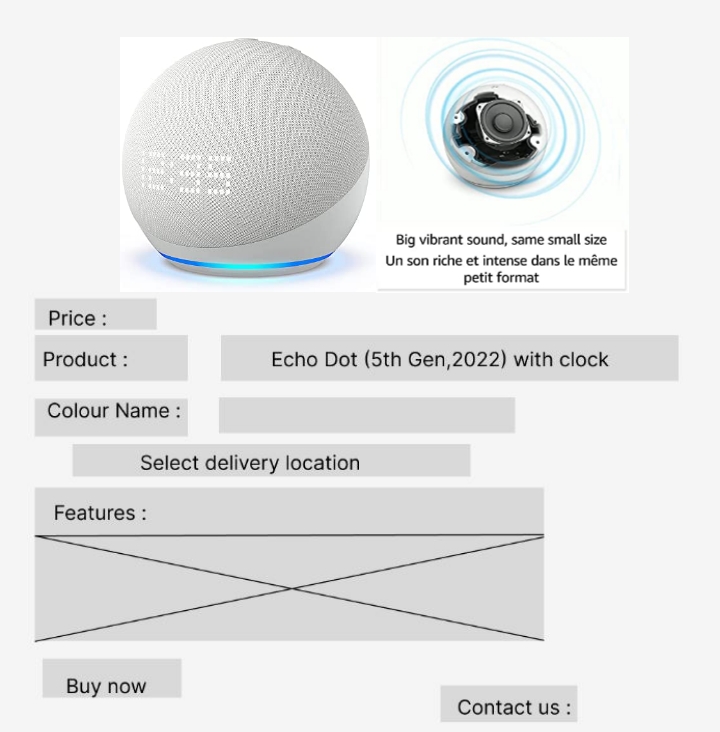 Big vibrant sound, same small size
Un son riche et intense dans le même
petit format
Price :
Product :
Echo Dot (5th Gen,2022) with clock
Colour Name :
Select delivery location
Features :
Buy now
Contact us :